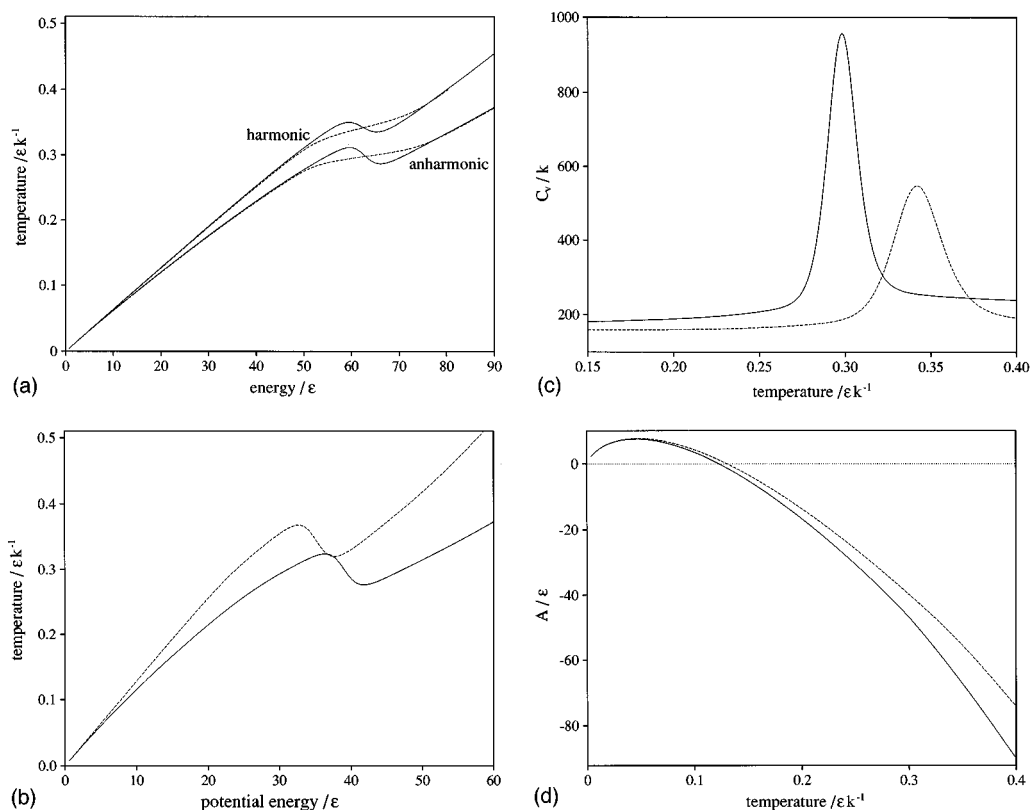 0.5
0.4
0.3
0.2
0.1
0
temperature /εk⁻¹
harmonic
anharmonic
0 10 20 30 40 50 60 70 80 90
energy / ε
(a)
1000
800
600
400
200
Cᵥ / k
0.15 0.20 0.25 0.30 0.35 0.40
temperature /εk⁻¹
(c)
0.5
0.4
0.3
0.2
0.1
0.0
temperature / εk⁻¹
0 10 20 30 40 50 60
potential energy / ε
(b)
0
-20
-40
-60
-80
A / ε
0 0.1 0.2 0.3 0.4
temperature /εk⁻¹
(d)